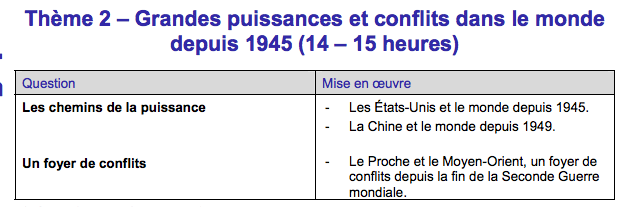 Thème 2 – Grandes puissances et conflits dans le monde
depuis 1945 (14 – 15 heures)
Question
Mise en œuvre
Les chemins de la puissance
- Les États-Unis et le monde depuis 1945.
- La Chine et le monde depuis 1949.
Un foyer de conflits
- Le Proche et le Moyen-Orient, un foyer de
conflits depuis la fin de la Seconde Guerre
mondiale.